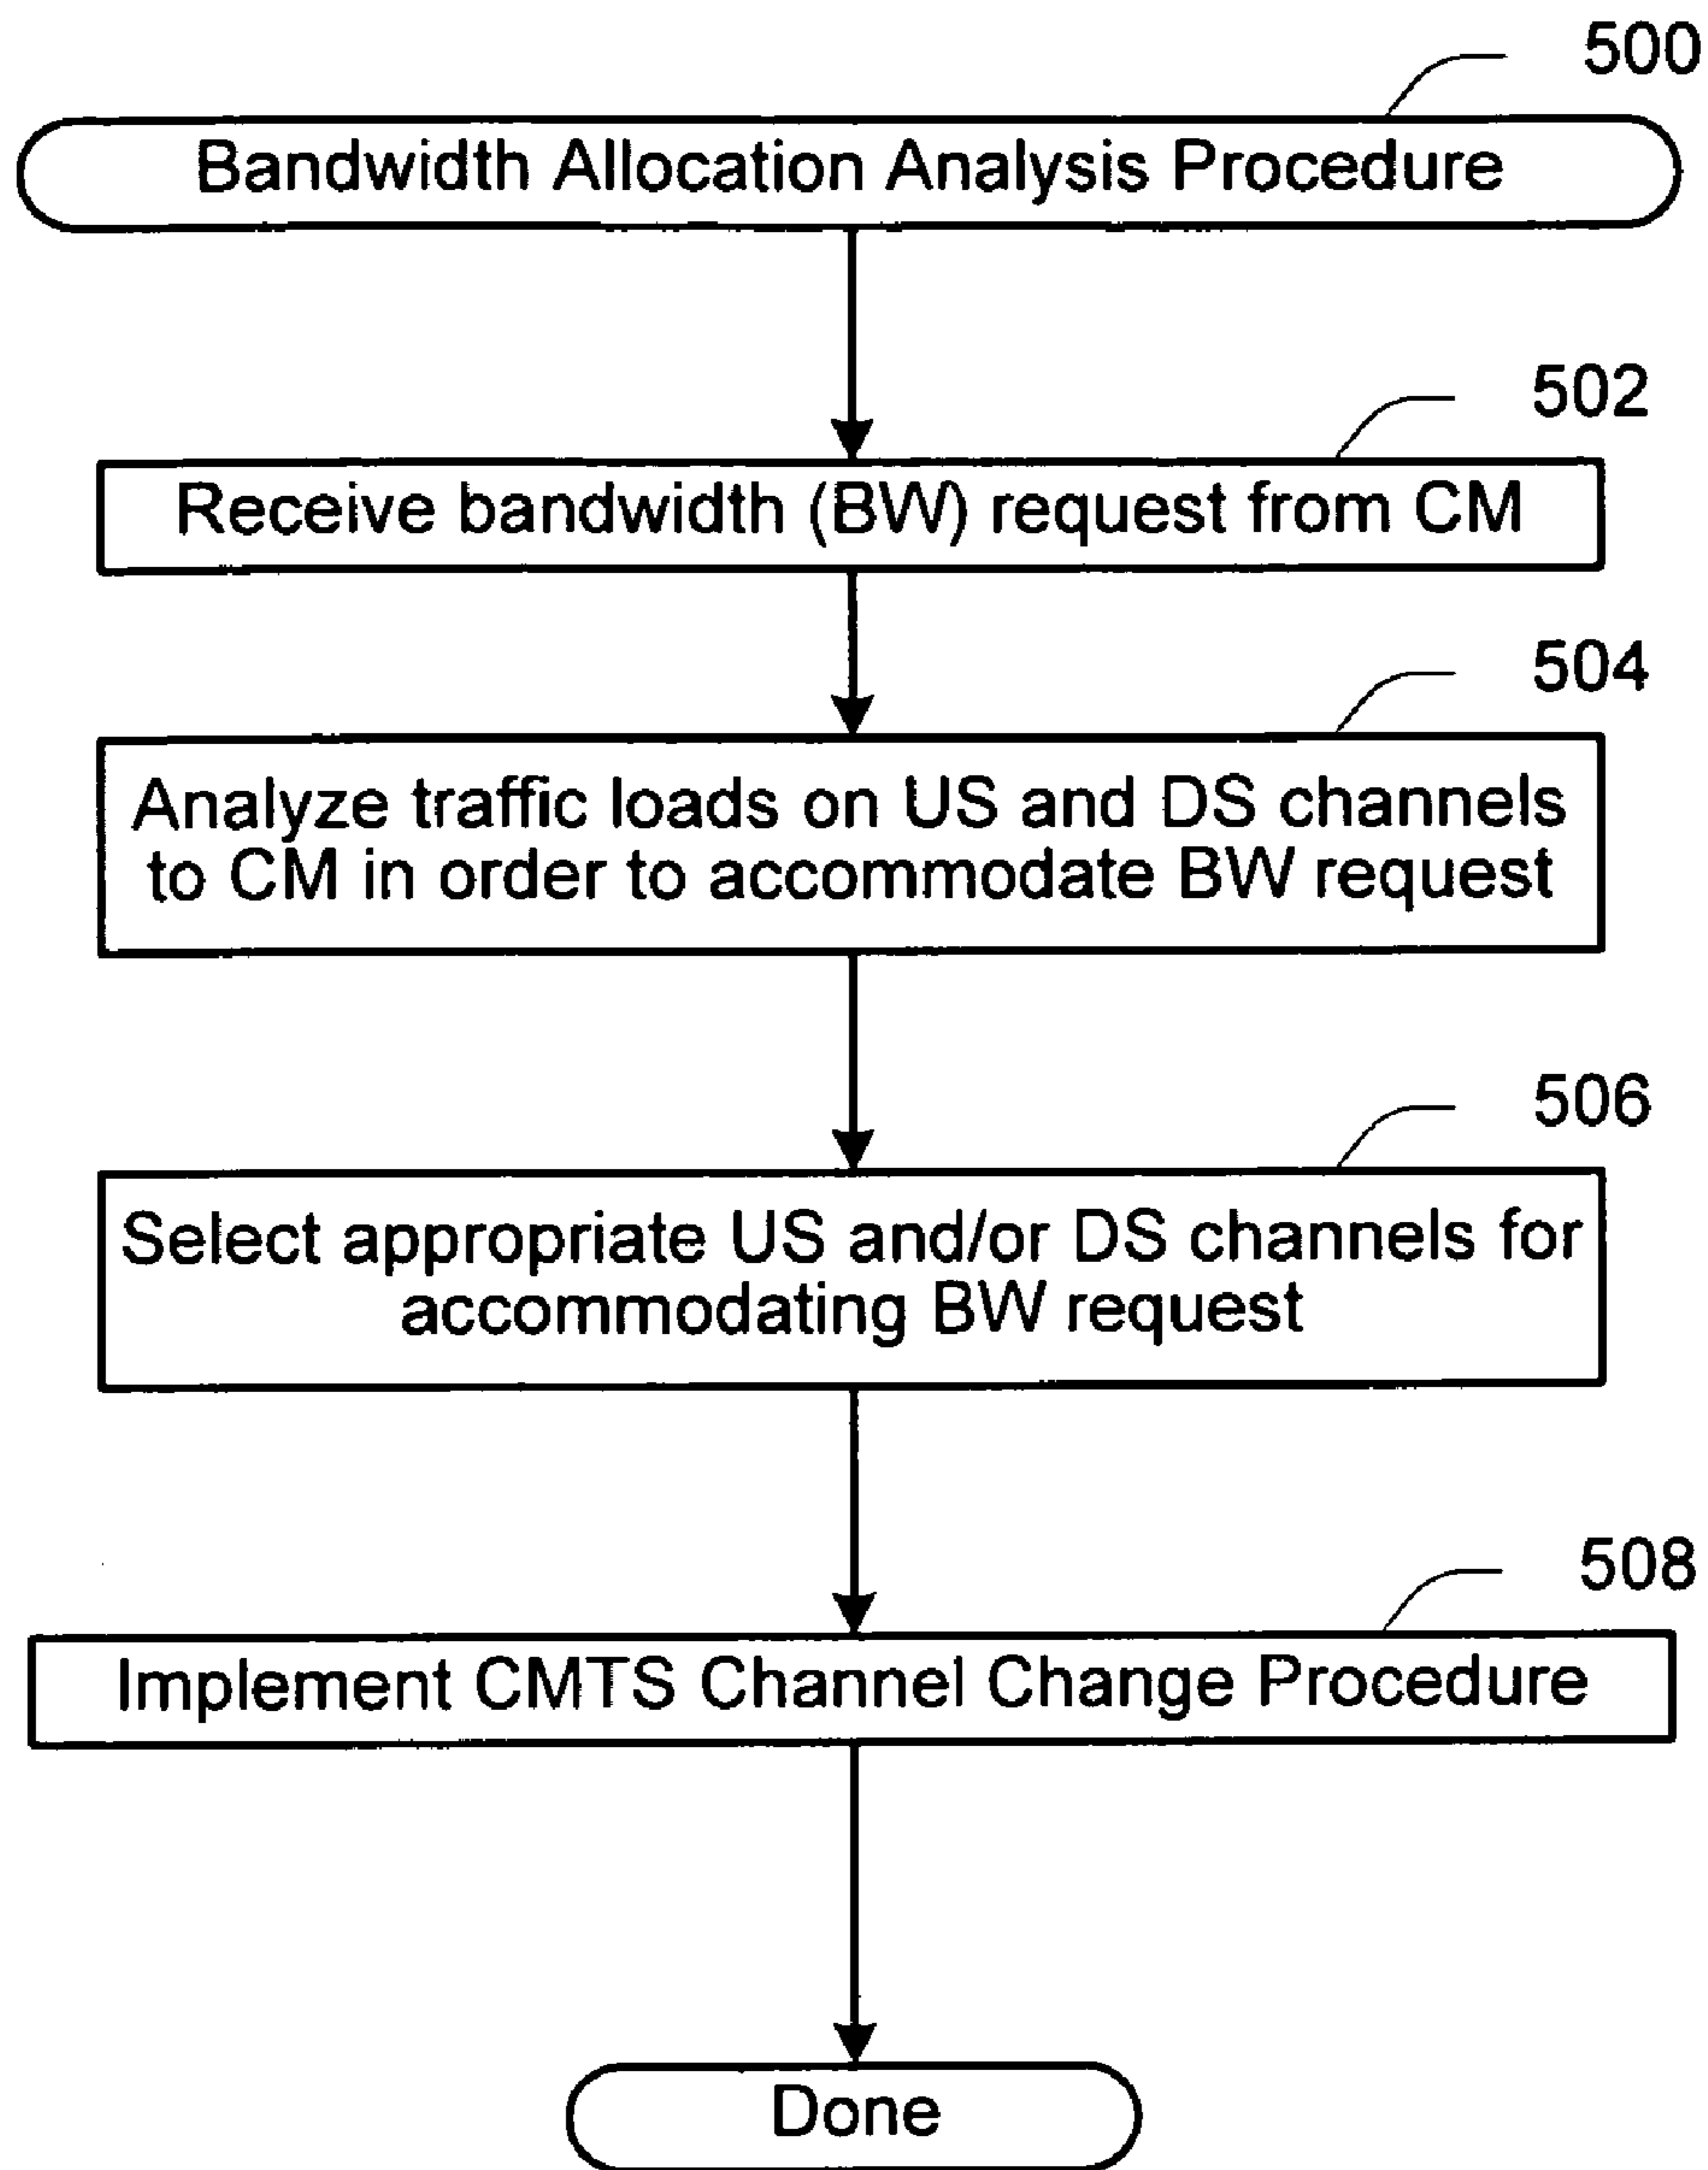 500
Bandwidth Allocation Analysis Procedure
502
Receive bandwidth (BW) request from CM
504
Analyze traffic loads on US and DS channels
to CM in order to accommodate BW request
506
Select appropriate US and/or DS channels for
accommodating BW request
508
Implement CMTS Channel Change Procedure
Done